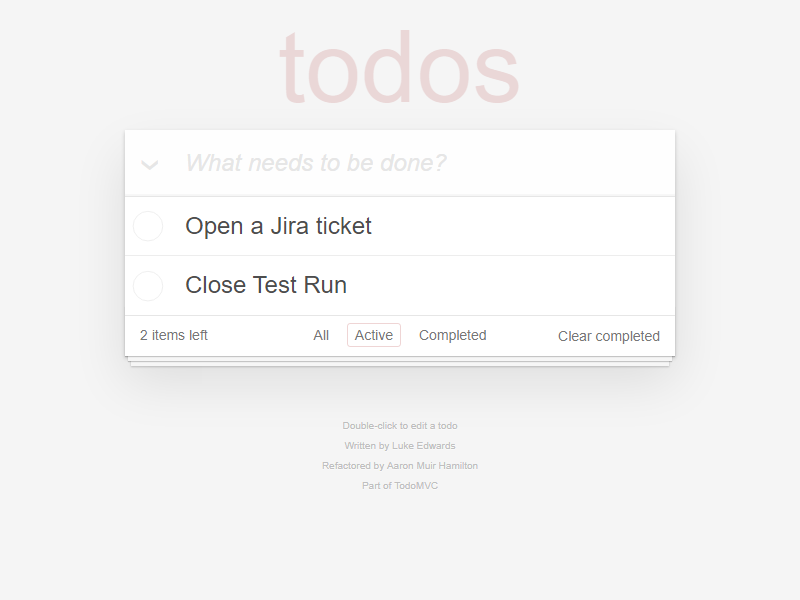 todos
What needs to be done?
Open a Jira ticket
Close Test Run
2 items left All Active Completed Clear completed
Double-click to edit a todo
Written by Luke Edwards
Refactored by Aaron Muir Hamilton
Part of TodoMVC